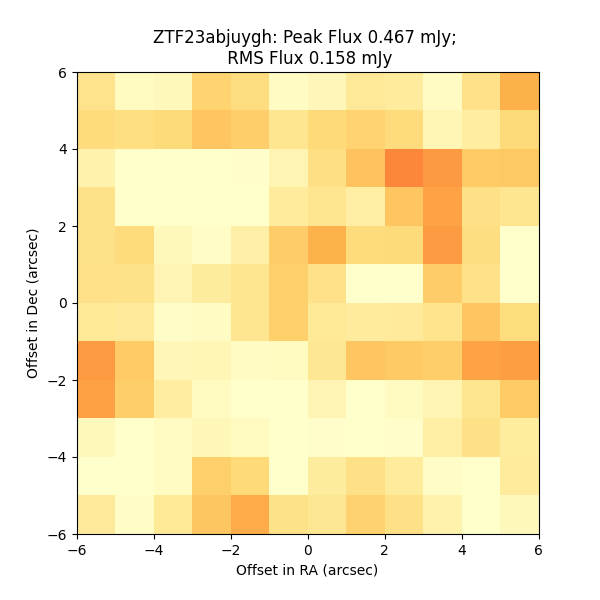 ZTF23abjuygh: Peak Flux 0.467 mJy;
RMS Flux 0.158 mJy
6
4
2
0
−2
−4
−6
Offset in Dec (arcsec)
−6 −4 −2 0 2 4 6
Offset in RA (arcsec)